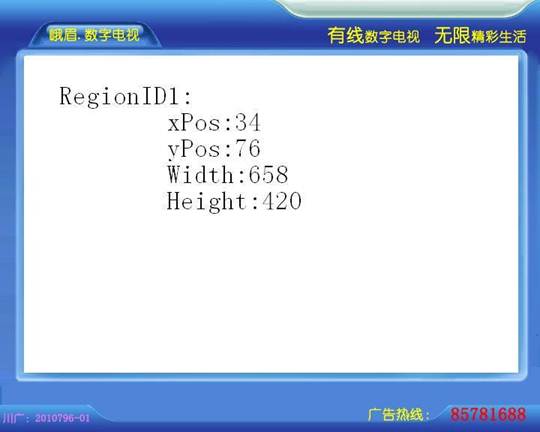 峨眉.数字电视
有线数字电视 无限精彩生活
RegionID1:
xPos:34
yPos:76
Width:658
Height:420
川广: 2010796-01
广告热线: 85781688